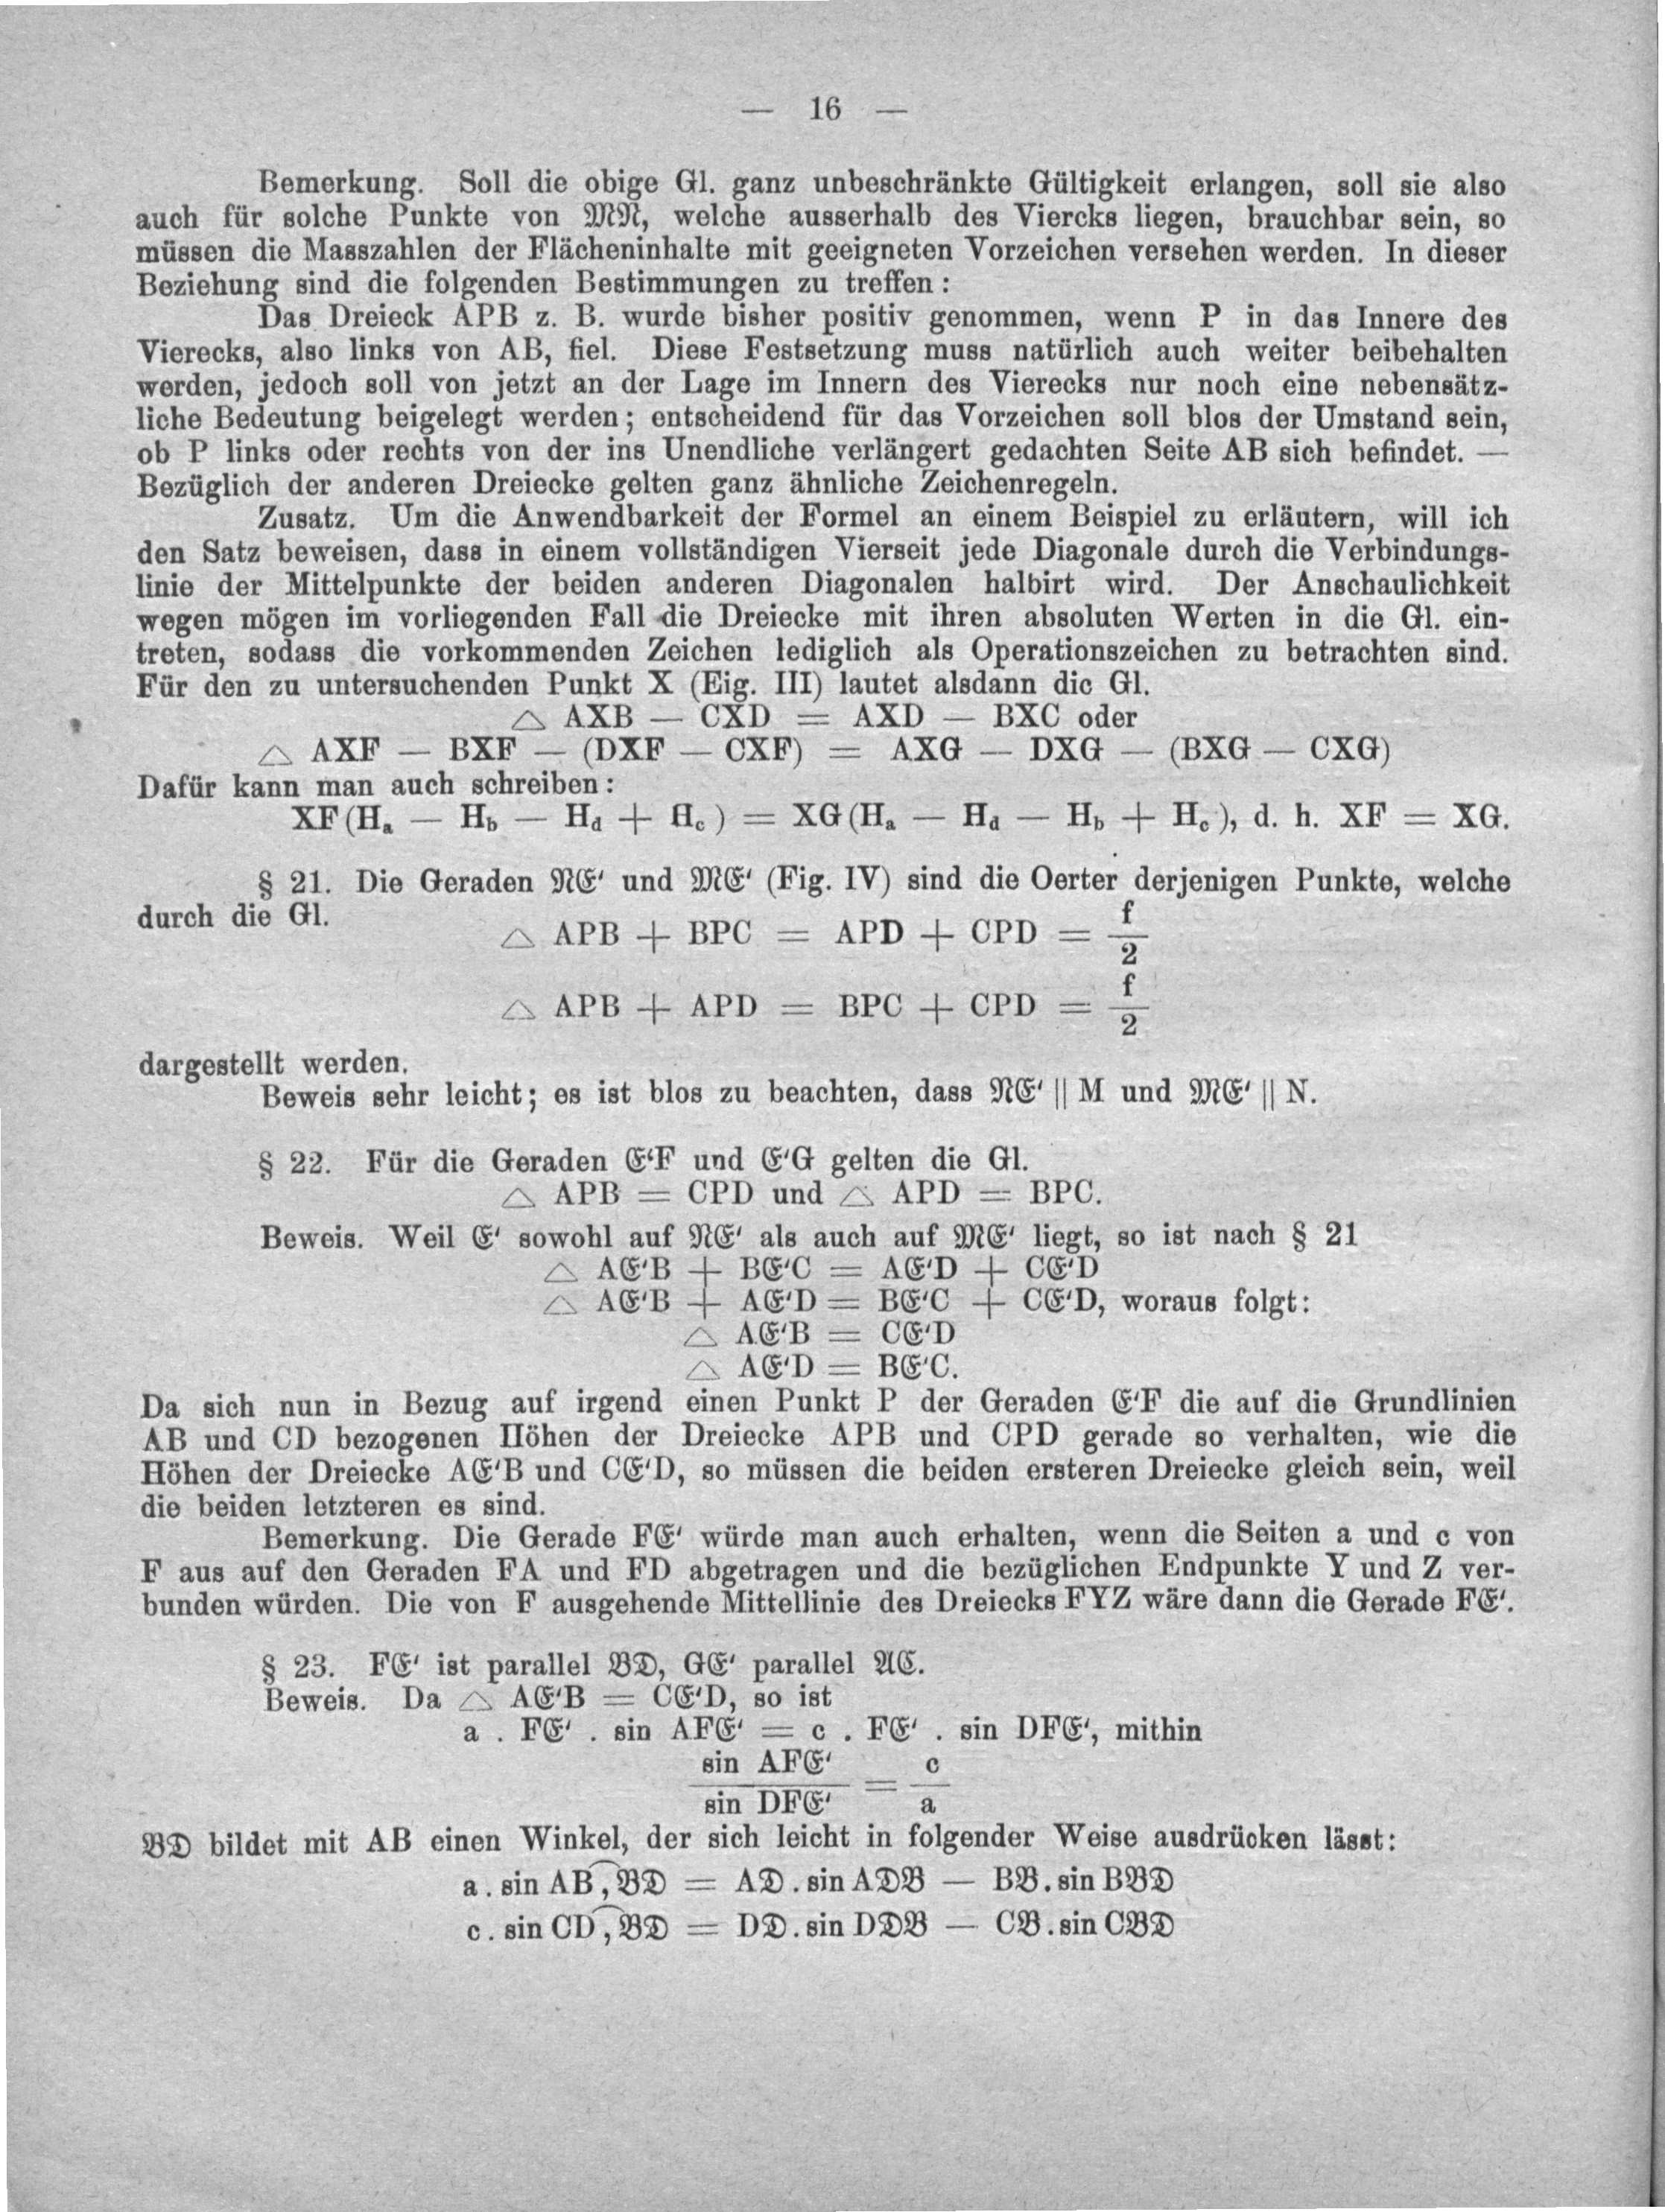 — 16 —
Bemerkung. Soll die obige Gl. ganz unbeschränkte Gültigkeit erlangen, soll sie also
auch für solche Punkte von 𝔐𝔑, welche ausserhalb des Viercks liegen, brauchbar sein, so
müssen die Masszahlen der Flächeninhalte mit geeigneten Vorzeichen versehen werden. In dieser
Beziehung sind die folgenden Bestimmungen zu treffen:
Das Dreieck APB z. B. wurde bisher positiv genommen, wenn P in das Innere des
Vierecks, also links von AB, fiel. Diese Festsetzung muss natürlich auch weiter beibehalten
werden, jedoch soll von jetzt an der Lage im Innern des Vierecks nur noch eine nebensätz-
liche Bedeutung beigelegt werden; entscheidend für das Vorzeichen soll blos der Umstand sein,
ob P links oder rechts von der ins Unendliche verlängert gedachten Seite AB sich befindet. —
Bezüglich der anderen Dreiecke gelten ganz ähnliche Zeichenregeln.
Zusatz. Um die Anwendbarkeit der Formel an einem Beispiel zu erläutern, will ich
den Satz beweisen, dass in einem vollständigen Vierseit jede Diagonale durch die Verbindungs-
linie der Mittelpunkte der beiden anderen Diagonalen halbirt wird. Der Anschaulichkeit
wegen mögen im vorliegenden Fall die Dreiecke mit ihren absoluten Werten in die Gl. ein-
treten, sodass die vorkommenden Zeichen lediglich als Operationszeichen zu betrachten sind.
Für den zu untersuchenden Punkt X (Eig. III) lautet alsdann die Gl.
△ AXB — CXD = AXD — BXC oder
△ AXF — BXF — (DXF — CXF) = AXG — DXG — (BXG — CXG)
Dafür kann man auch schreiben:
XF (Hₐ — H_b — H_d + H_c) = XG (Hₐ — H_d — H_b + H_c), d. h. XF = XG.
§ 21. Die Geraden 𝔑𝔈' und 𝔐𝔈' (Fig. IV) sind die Oerter derjenigen Punkte, welche
durch die Gl.
△ APB + BPC = APD + CPD = f/2
△ APB + APD = BPC + CPD = f/2
dargestellt werden.
Beweis sehr leicht; es ist blos zu beachten, dass 𝔑𝔈' || M und 𝔐𝔈' || N.
§ 22. Für die Geraden 𝔈'F und 𝔈'G gelten die Gl.
△ APB = CPD und △ APD = BPC.
Beweis. Weil 𝔈' sowohl auf 𝔑𝔈' als auch auf 𝔐𝔈' liegt, so ist nach § 21
△ A𝔈'B + B𝔈'C = A𝔈'D + C𝔈'D
△ A𝔈'B + A𝔈'D = B𝔈'C + C𝔈'D, woraus folgt:
△ A𝔈'B = C𝔈'D
△ A𝔈'D = B𝔈'C.
Da sich nun in Bezug auf irgend einen Punkt P der Geraden 𝔈'F die auf die Grundlinien
AB und CD bezogenen Höhen der Dreiecke APB und CPD gerade so verhalten, wie die
Höhen der Dreiecke A𝔈'B und C𝔈'D, so müssen die beiden ersteren Dreiecke gleich sein, weil
die beiden letzteren es sind.
Bemerkung. Die Gerade F𝔈' würde man auch erhalten, wenn die Seiten a und c von
F aus auf den Geraden FA und FD abgetragen und die bezüglichen Endpunkte Y und Z ver-
bunden würden. Die von F ausgehende Mittellinie des Dreiecks FYZ wäre dann die Gerade F𝔈'.
§ 23. F𝔈' ist parallel 𝔅𝔇, G𝔈' parallel 𝔄ℭ.
Beweis. Da △ A𝔈'B = C𝔈'D, so ist
a . F𝔈' . sin AF𝔈' = c . F𝔈' . sin DF𝔈', mithin
sin AF𝔈' / sin DF𝔈' = c / a
𝔅𝔇 bildet mit AB einen Winkel, der sich leicht in folgender Weise ausdrücken lässt:
a . sin AB͡, 𝔅𝔇 = A𝔇 . sin A𝔇𝔅 — B𝔅 . sin B𝔅𝔇
c . sin CD͡, 𝔅𝔇 = D𝔇 . sin D𝔇𝔅 — C𝔅 . sin C𝔅𝔇